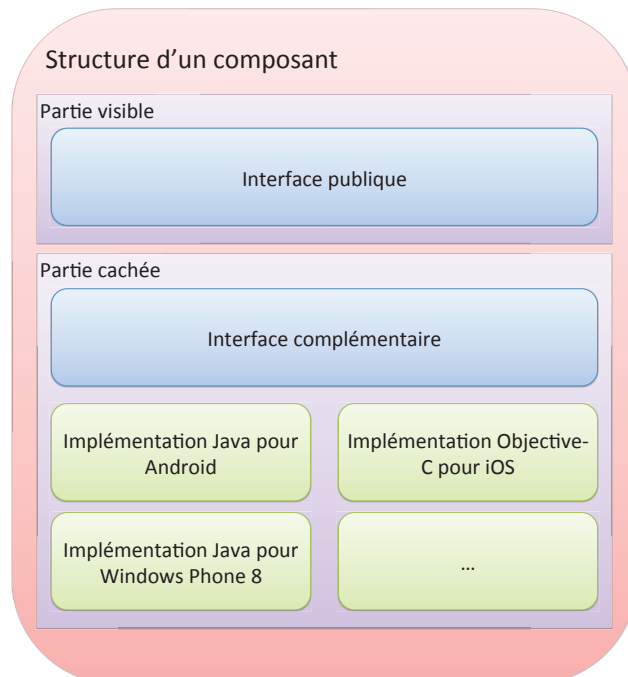 Structure d’un composant
Partie visible
Interface publique
Partie cachée
Interface complémentaire
Implémentation Java pour
Android
Implémentation Objective-
C pour iOS
Implémentation Java pour
Windows Phone 8
...